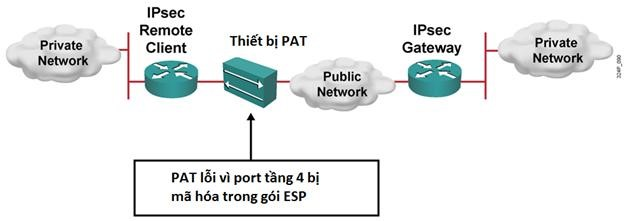 Private
Network
IPsec
Remote
Client
Thiết bị PAT
Public
Network
IPsec
Gateway
Private
Network
324P_090
PAT lỗi vì port tầng 4 bị
mã hóa trong gói ESP